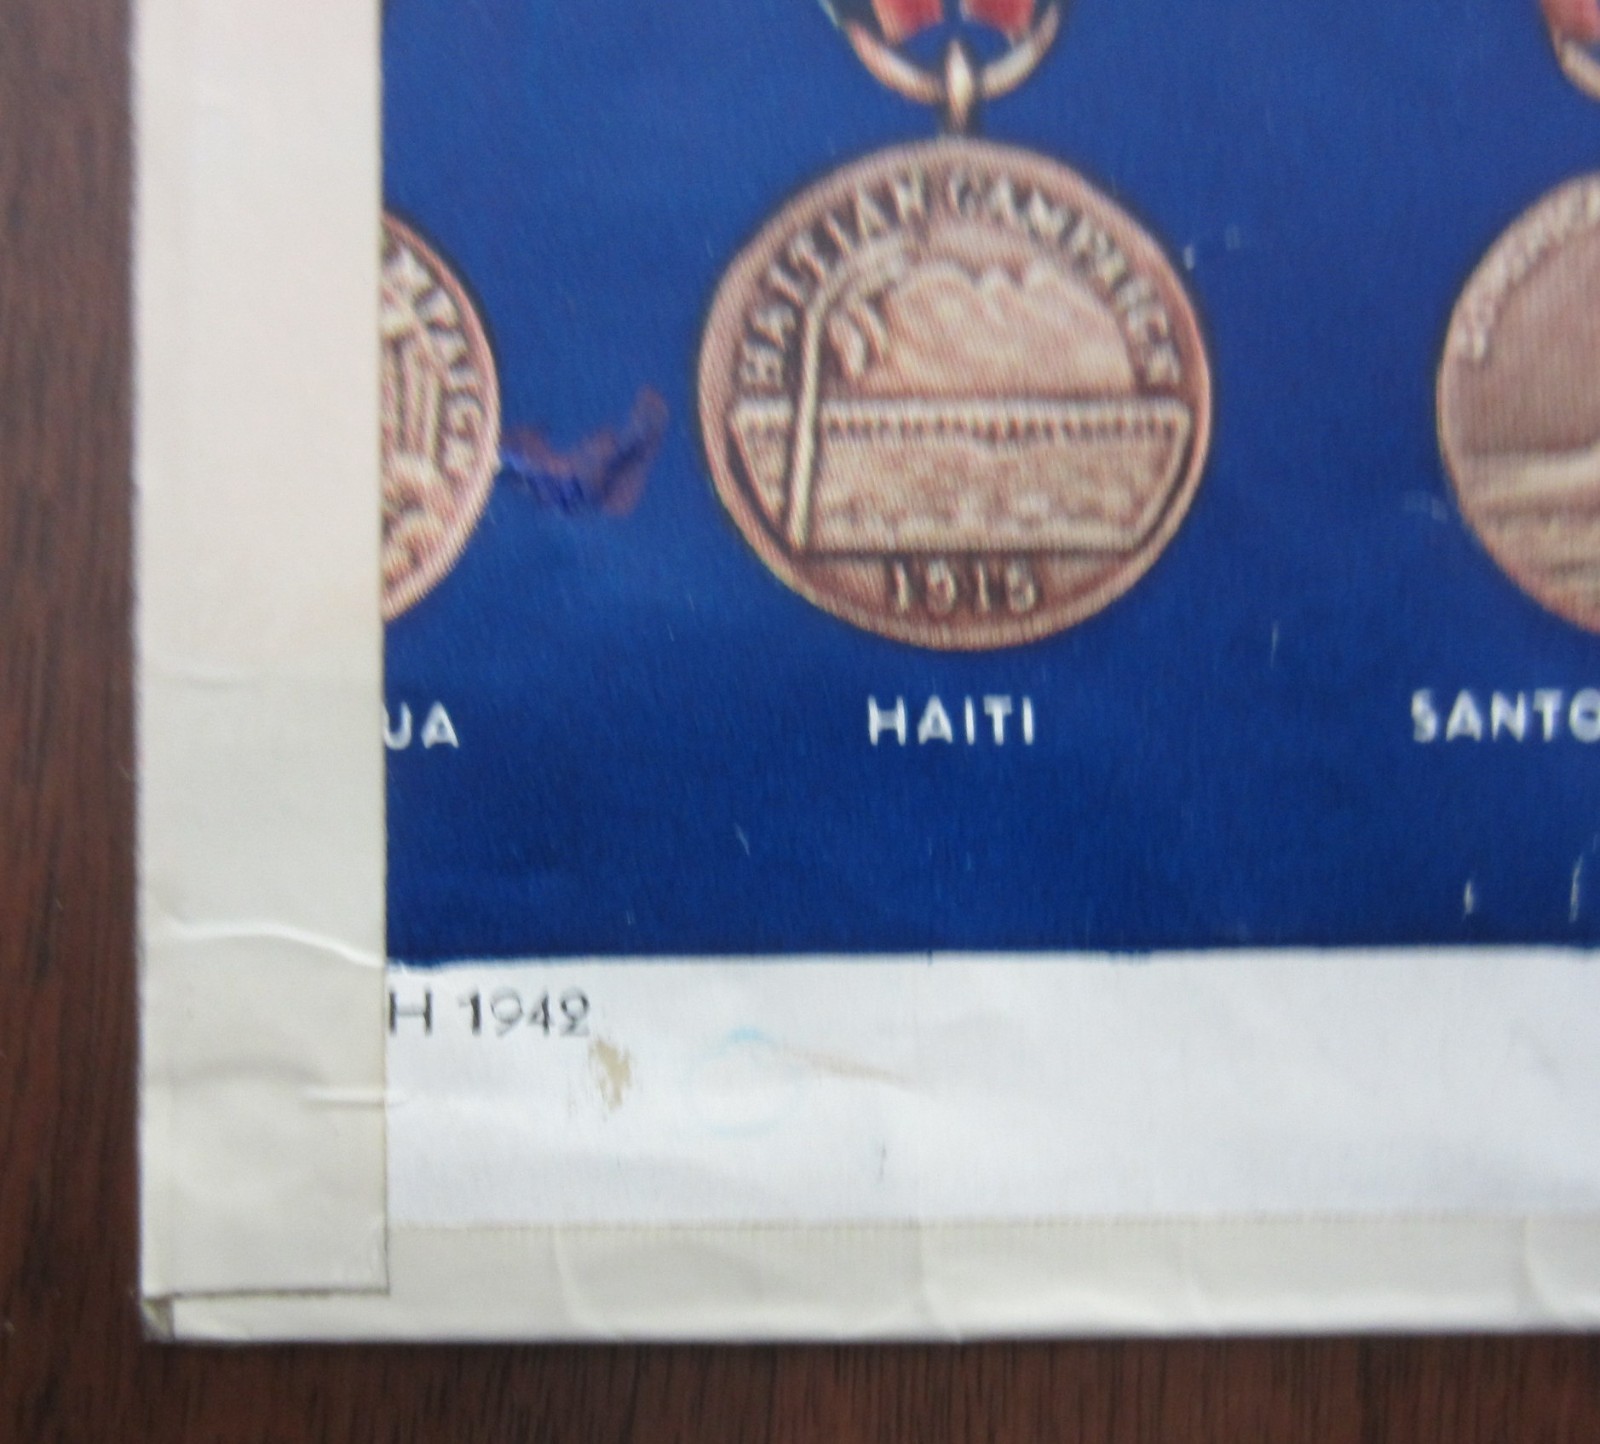 HAITIAN CAMPAIGN
1915
UA
HAITI
SANTO
H 1942